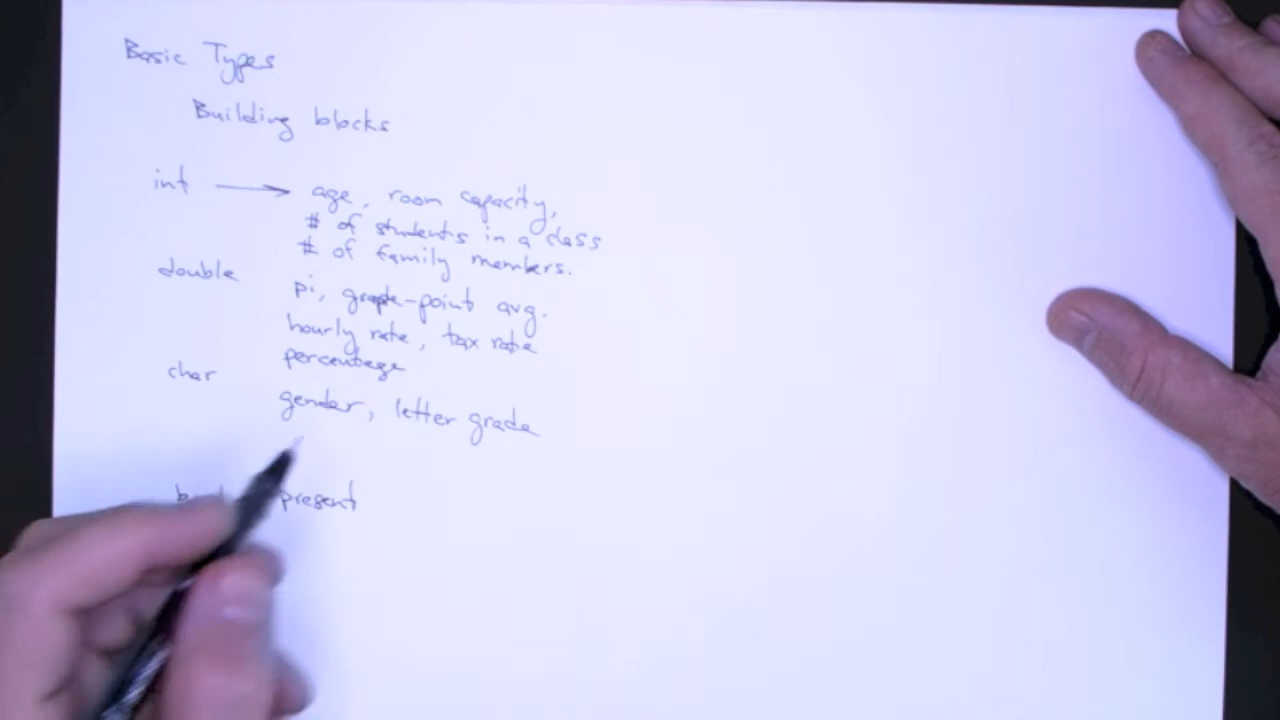 Basic Types
Building blocks
int → age, room capacity,
# of students in a class
# of family members.
double
pi, grade-point avg.
hourly rate, tax rate
percentage
char
gender, letter grade
present